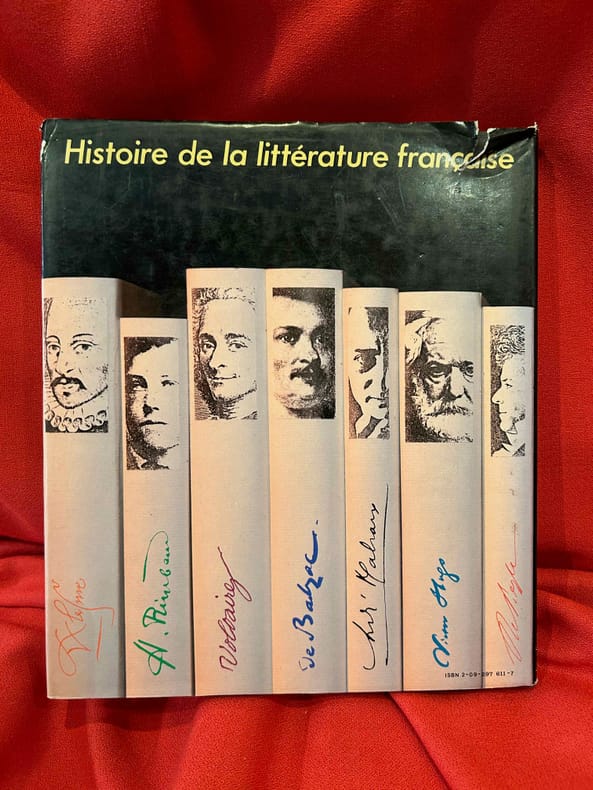 Histoire de la littérature française
A. Rimbaud
Voltaire
de Balzac
Victor Hugo
ISBN 2-09-297 611-7